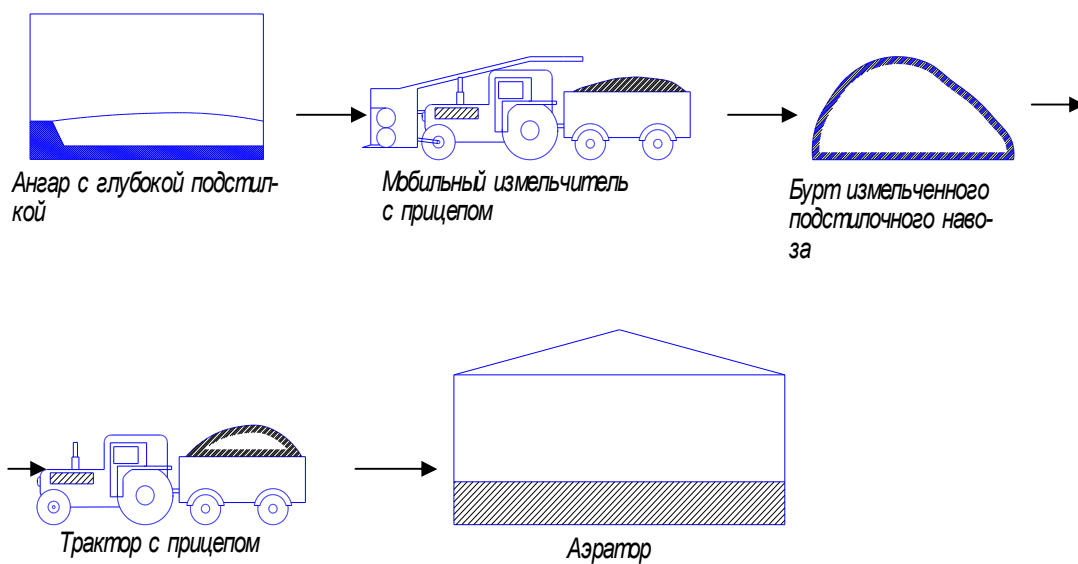 Ангар с глубокой подстил-
кой
Мобильный измельчитель
с прицепом
Бурт измельченного
подстилочного наво-
за
Трактор с прицепом
Аэратор